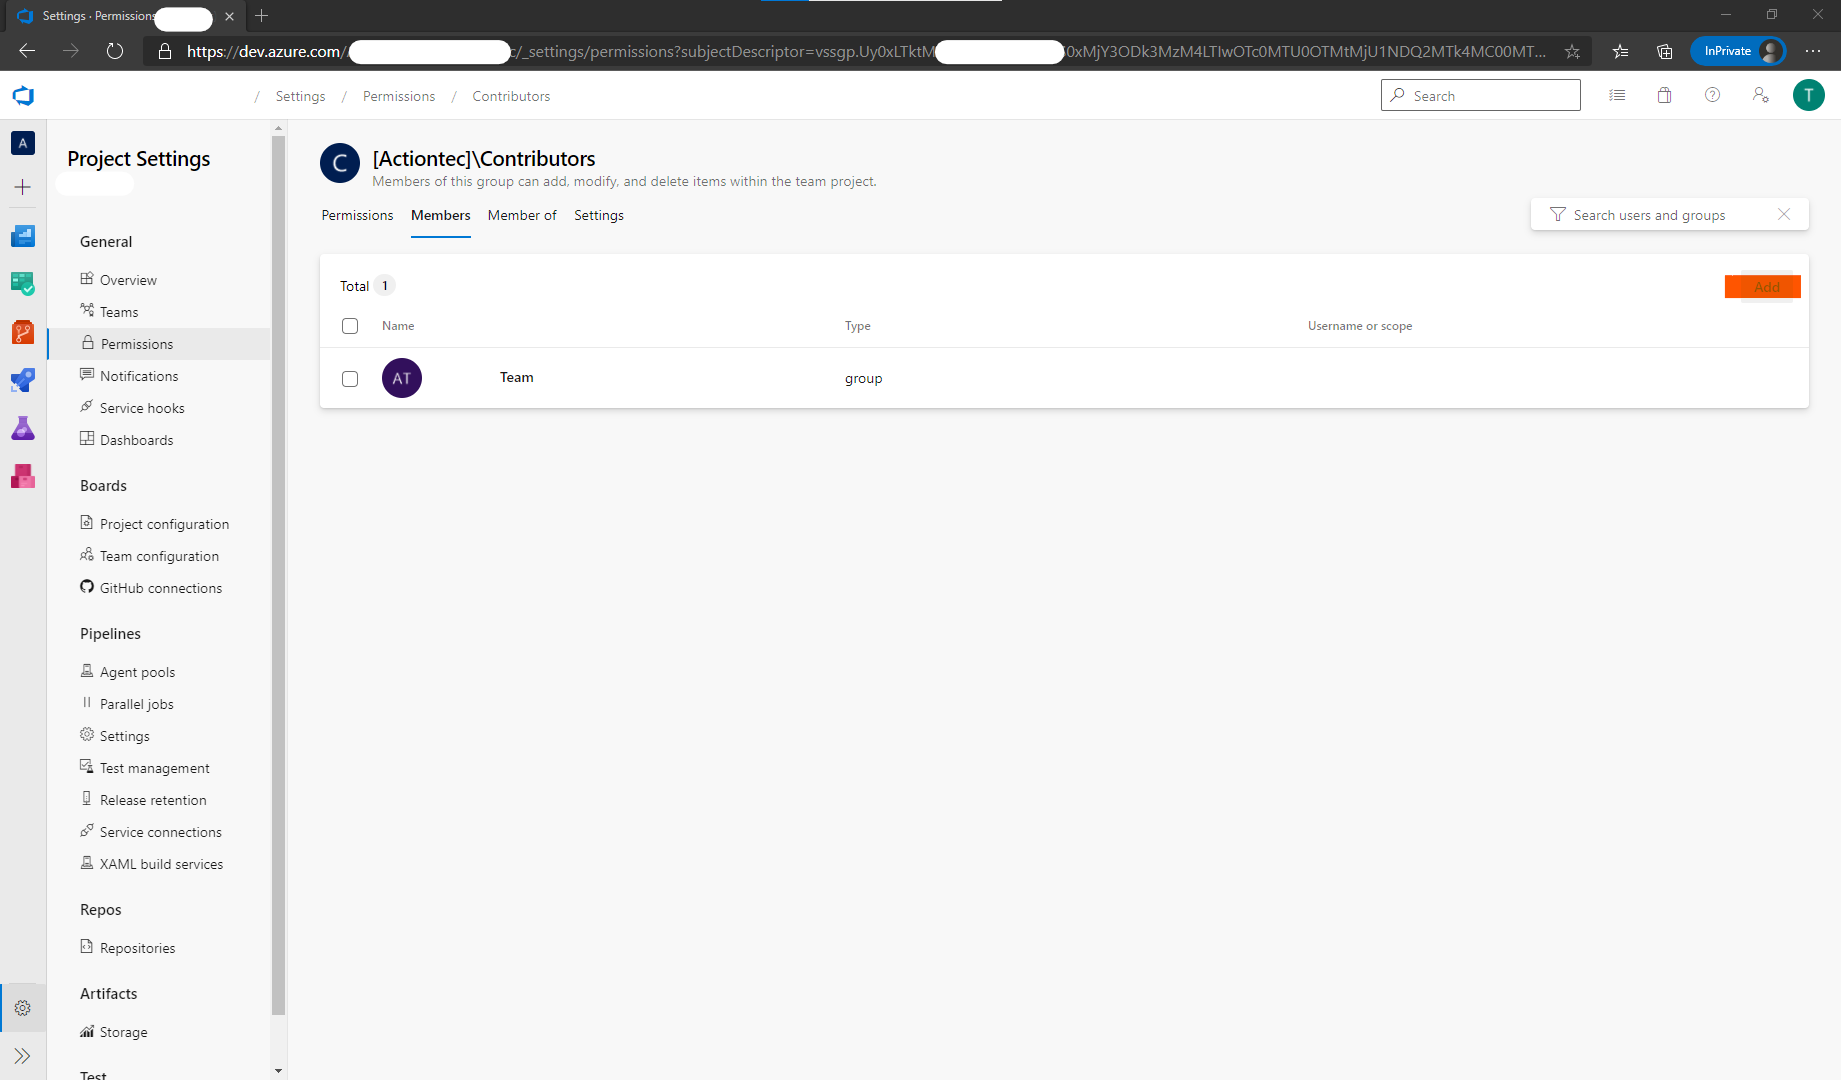 Settings · Permissions
https://dev.azure.com/
/_settings/permissions?subjectDescriptor=vssgp.Uy0xLTktM
0xMjY3ODk3MzM4LTIwOTc0MTU0OTMtMjU1NDQ2MTk4MC00MT...
InPrivate
/ Settings / Permissions / Contributors
Search
T
A
Project Settings
General
Overview
Teams
Permissions
Notifications
Service hooks
Dashboards
Boards
Project configuration
Team configuration
GitHub connections
Pipelines
Agent pools
Parallel jobs
Settings
Test management
Release retention
Service connections
XAML build services
Repos
Repositories
Artifacts
Storage
Test
C
[Actiontec]\Contributors
Members of this group can add, modify, and delete items within the team project.
Permissions Members Member of Settings
Search users and groups
Total 1
Add
Name Type Username or scope
AT Team group